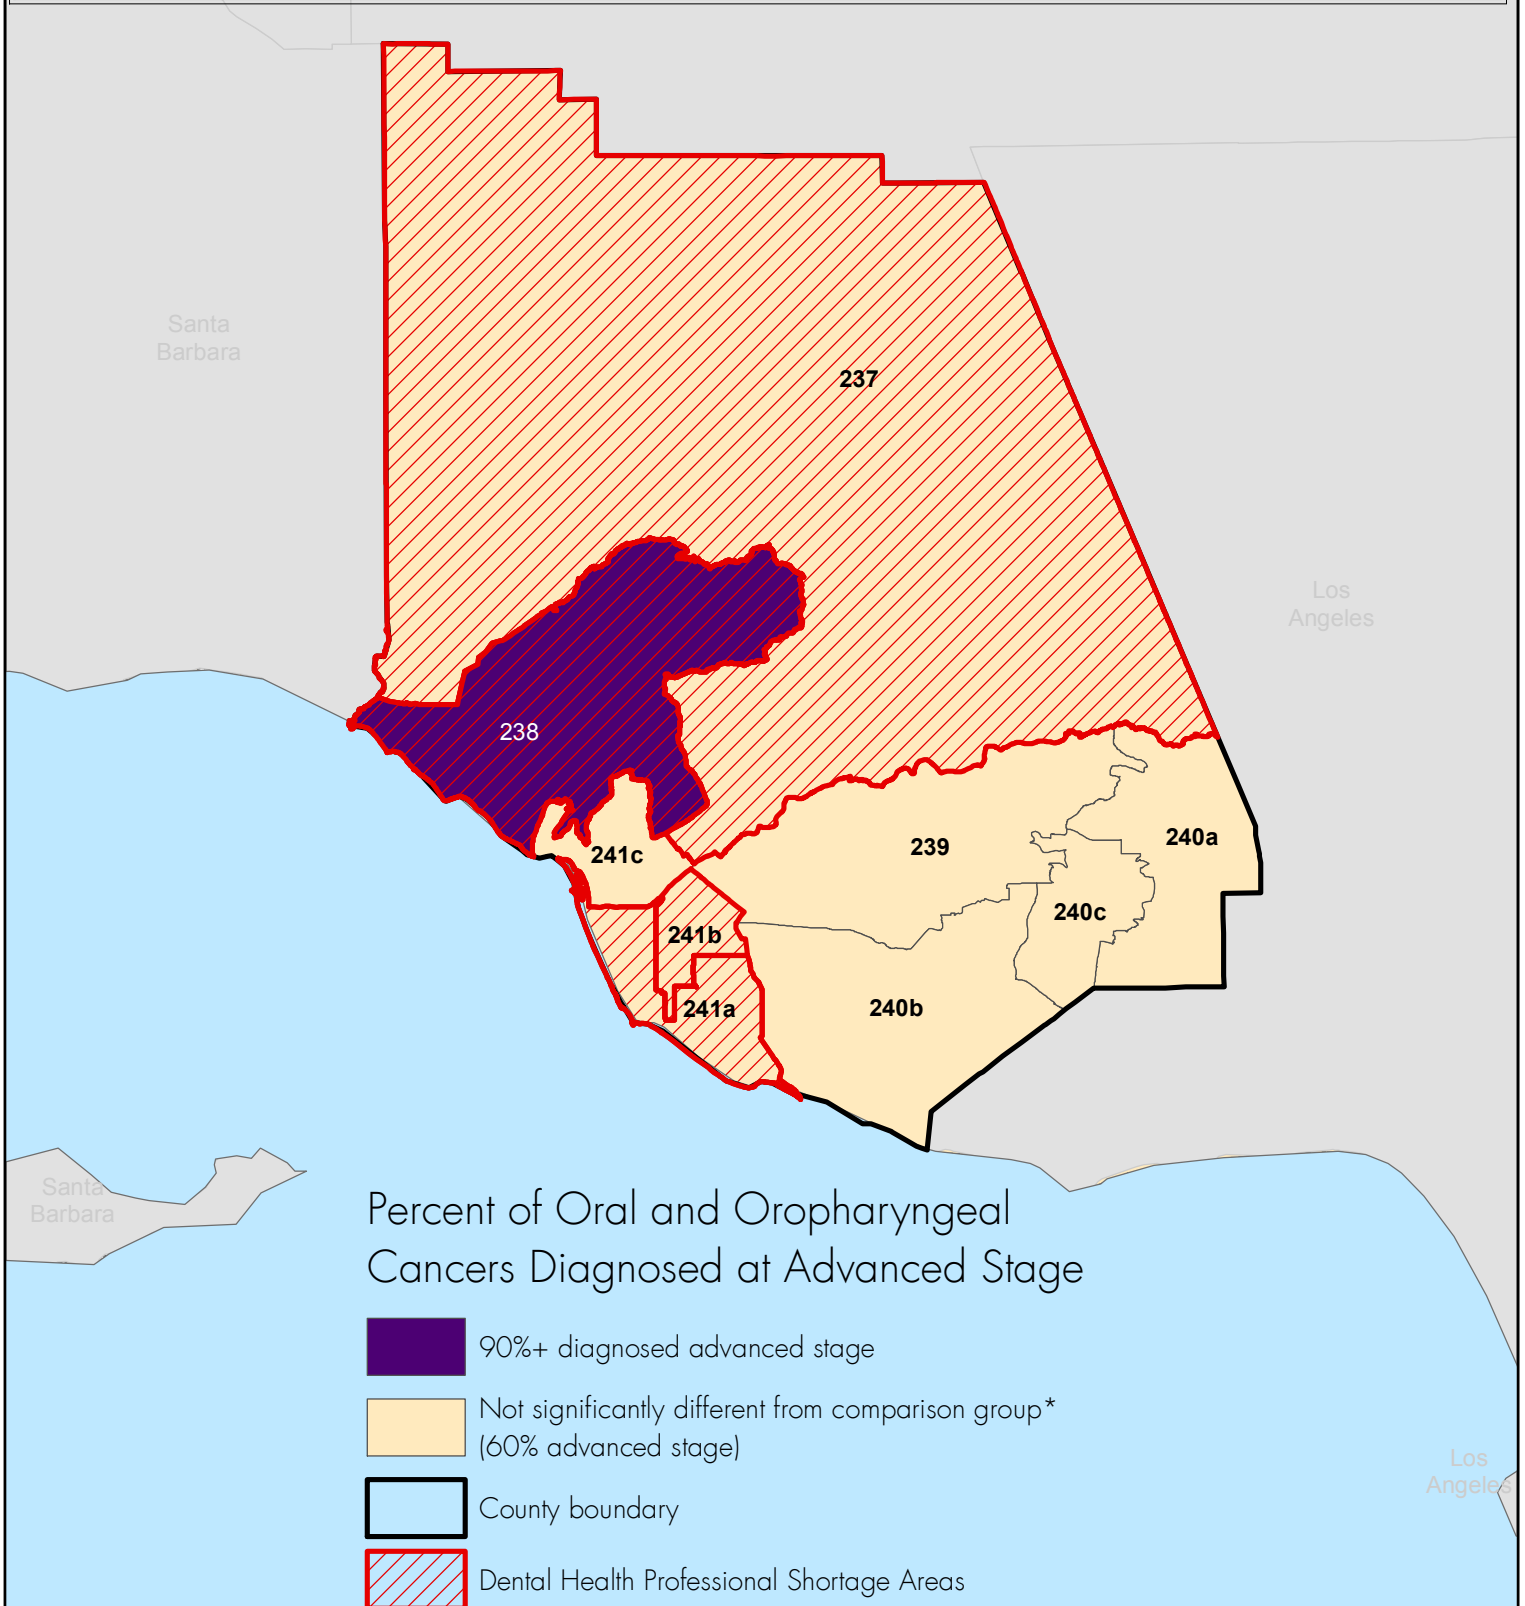 Santa
Barbara
237
Los
Angeles
238
239
240a
241c
240c
241b
240b
241a
Santa
Barbara
Percent of Oral and Oropharyngeal
Cancers Diagnosed at Advanced Stage
90%+ diagnosed advanced stage
Not significantly different from comparison group*
(60% advanced stage)
County boundary
Dental Health Professional Shortage Areas
Los
Angeles